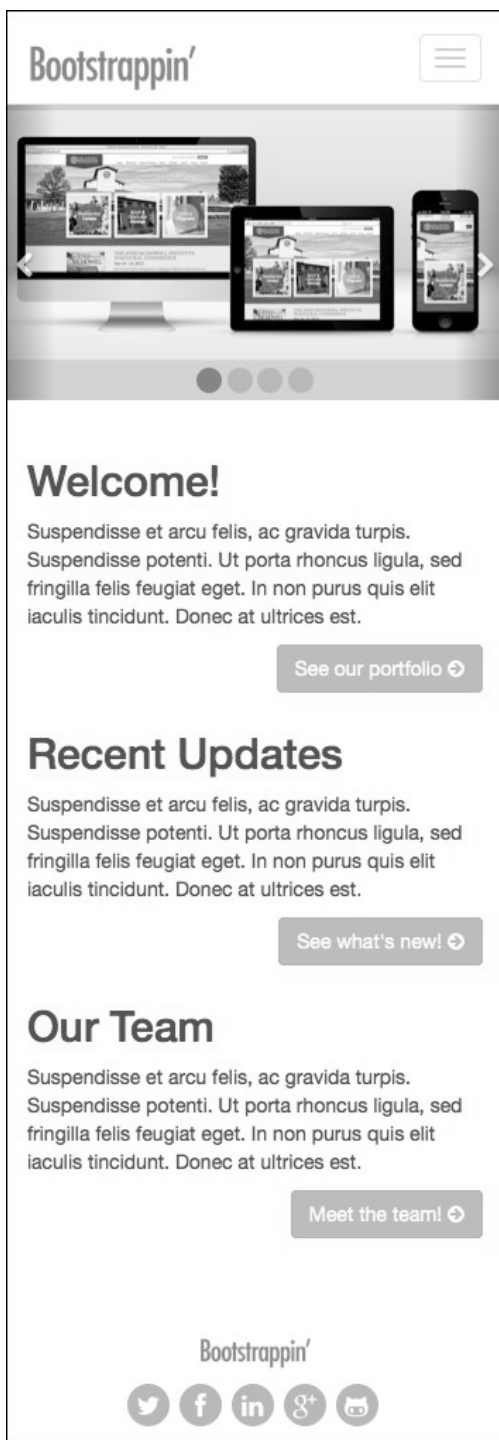 Bootstrappin'
Welcome!
Suspendisse et arcu felis, ac gravida turpis.
Suspendisse potenti. Ut porta rhoncus ligula, sed
fringilla felis feugiat eget. In non purus quis elit
iaculis tincidunt. Donec at ultrices est.
See our portfolio
Recent Updates
Suspendisse et arcu felis, ac gravida turpis.
Suspendisse potenti. Ut porta rhoncus ligula, sed
fringilla felis feugiat eget. In non purus quis elit
iaculis tincidunt. Donec at ultrices est.
See what's new!
Our Team
Suspendisse et arcu felis, ac gravida turpis.
Suspendisse potenti. Ut porta rhoncus ligula, sed
fringilla felis feugiat eget. In non purus quis elit
iaculis tincidunt. Donec at ultrices est.
Meet the team!
Bootstrappin'